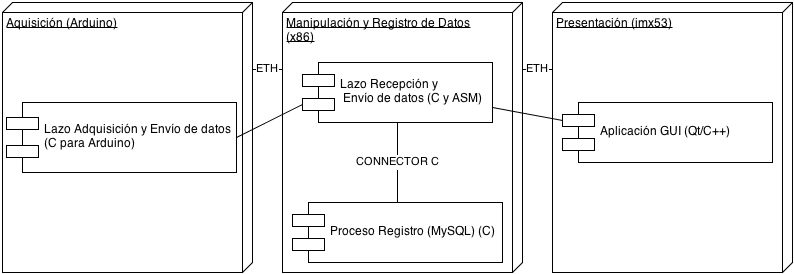 Aquisición (Arduino)
Manipulación y Registro de Datos
(x86)
Presentación (imx53)
ETH
ETH
Lazo Recepción y
Envío de datos (C y ASM)
Lazo Adquisición y Envío de datos
(C para Arduino)
Aplicación GUI (Qt/C++)
CONNECTOR C
Proceso Registro (MySQL) (C)